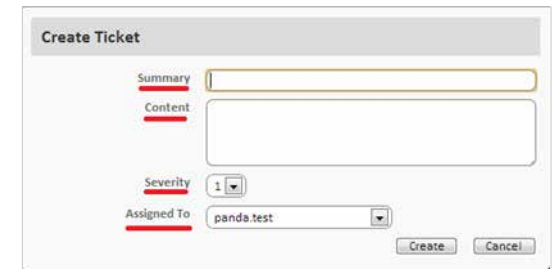 Create Ticket
Summary
Content
Severity 1
Assigned To panda.test
Create Cancel